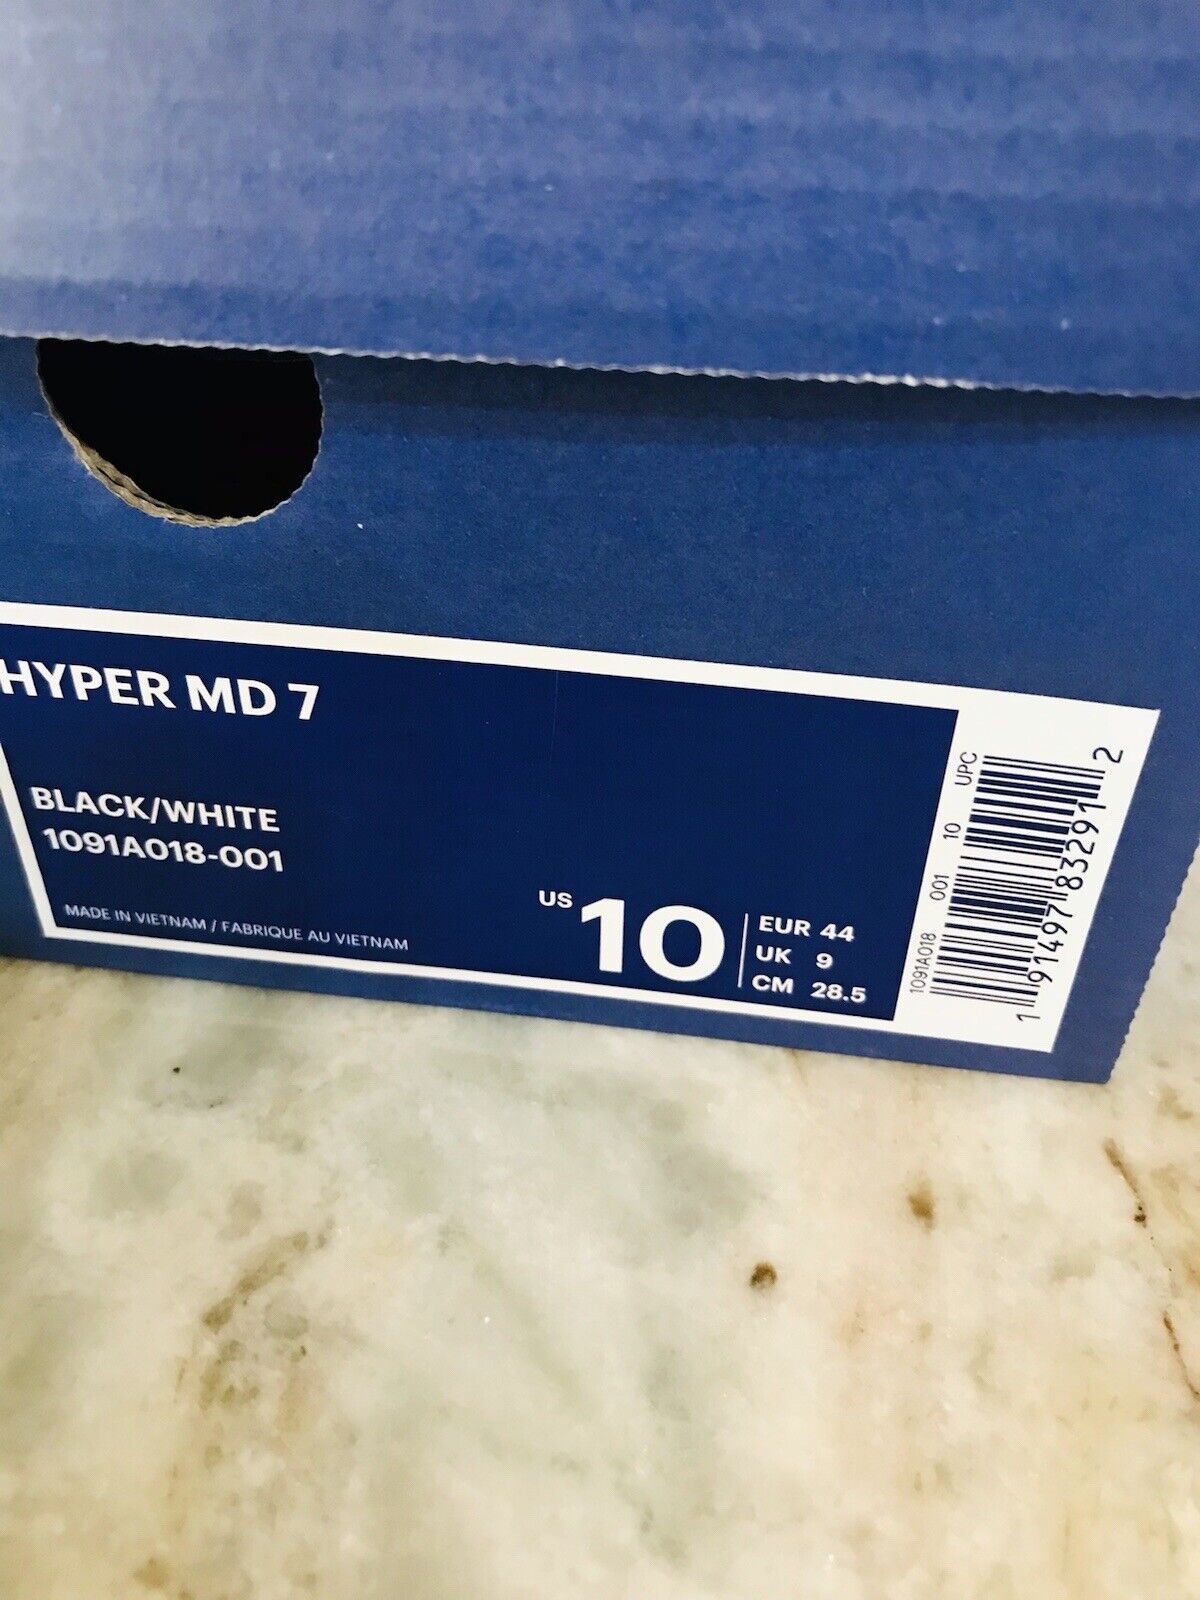 HYPER MD 7
BLACK/WHITE
1091A018-001
MADE IN VIETNAM / FABRIQUE AU VIETNAM
US 10
EUR 44
UK 9
CM 28.5
1091A018 001 10 UPC
1 91497 83291 2